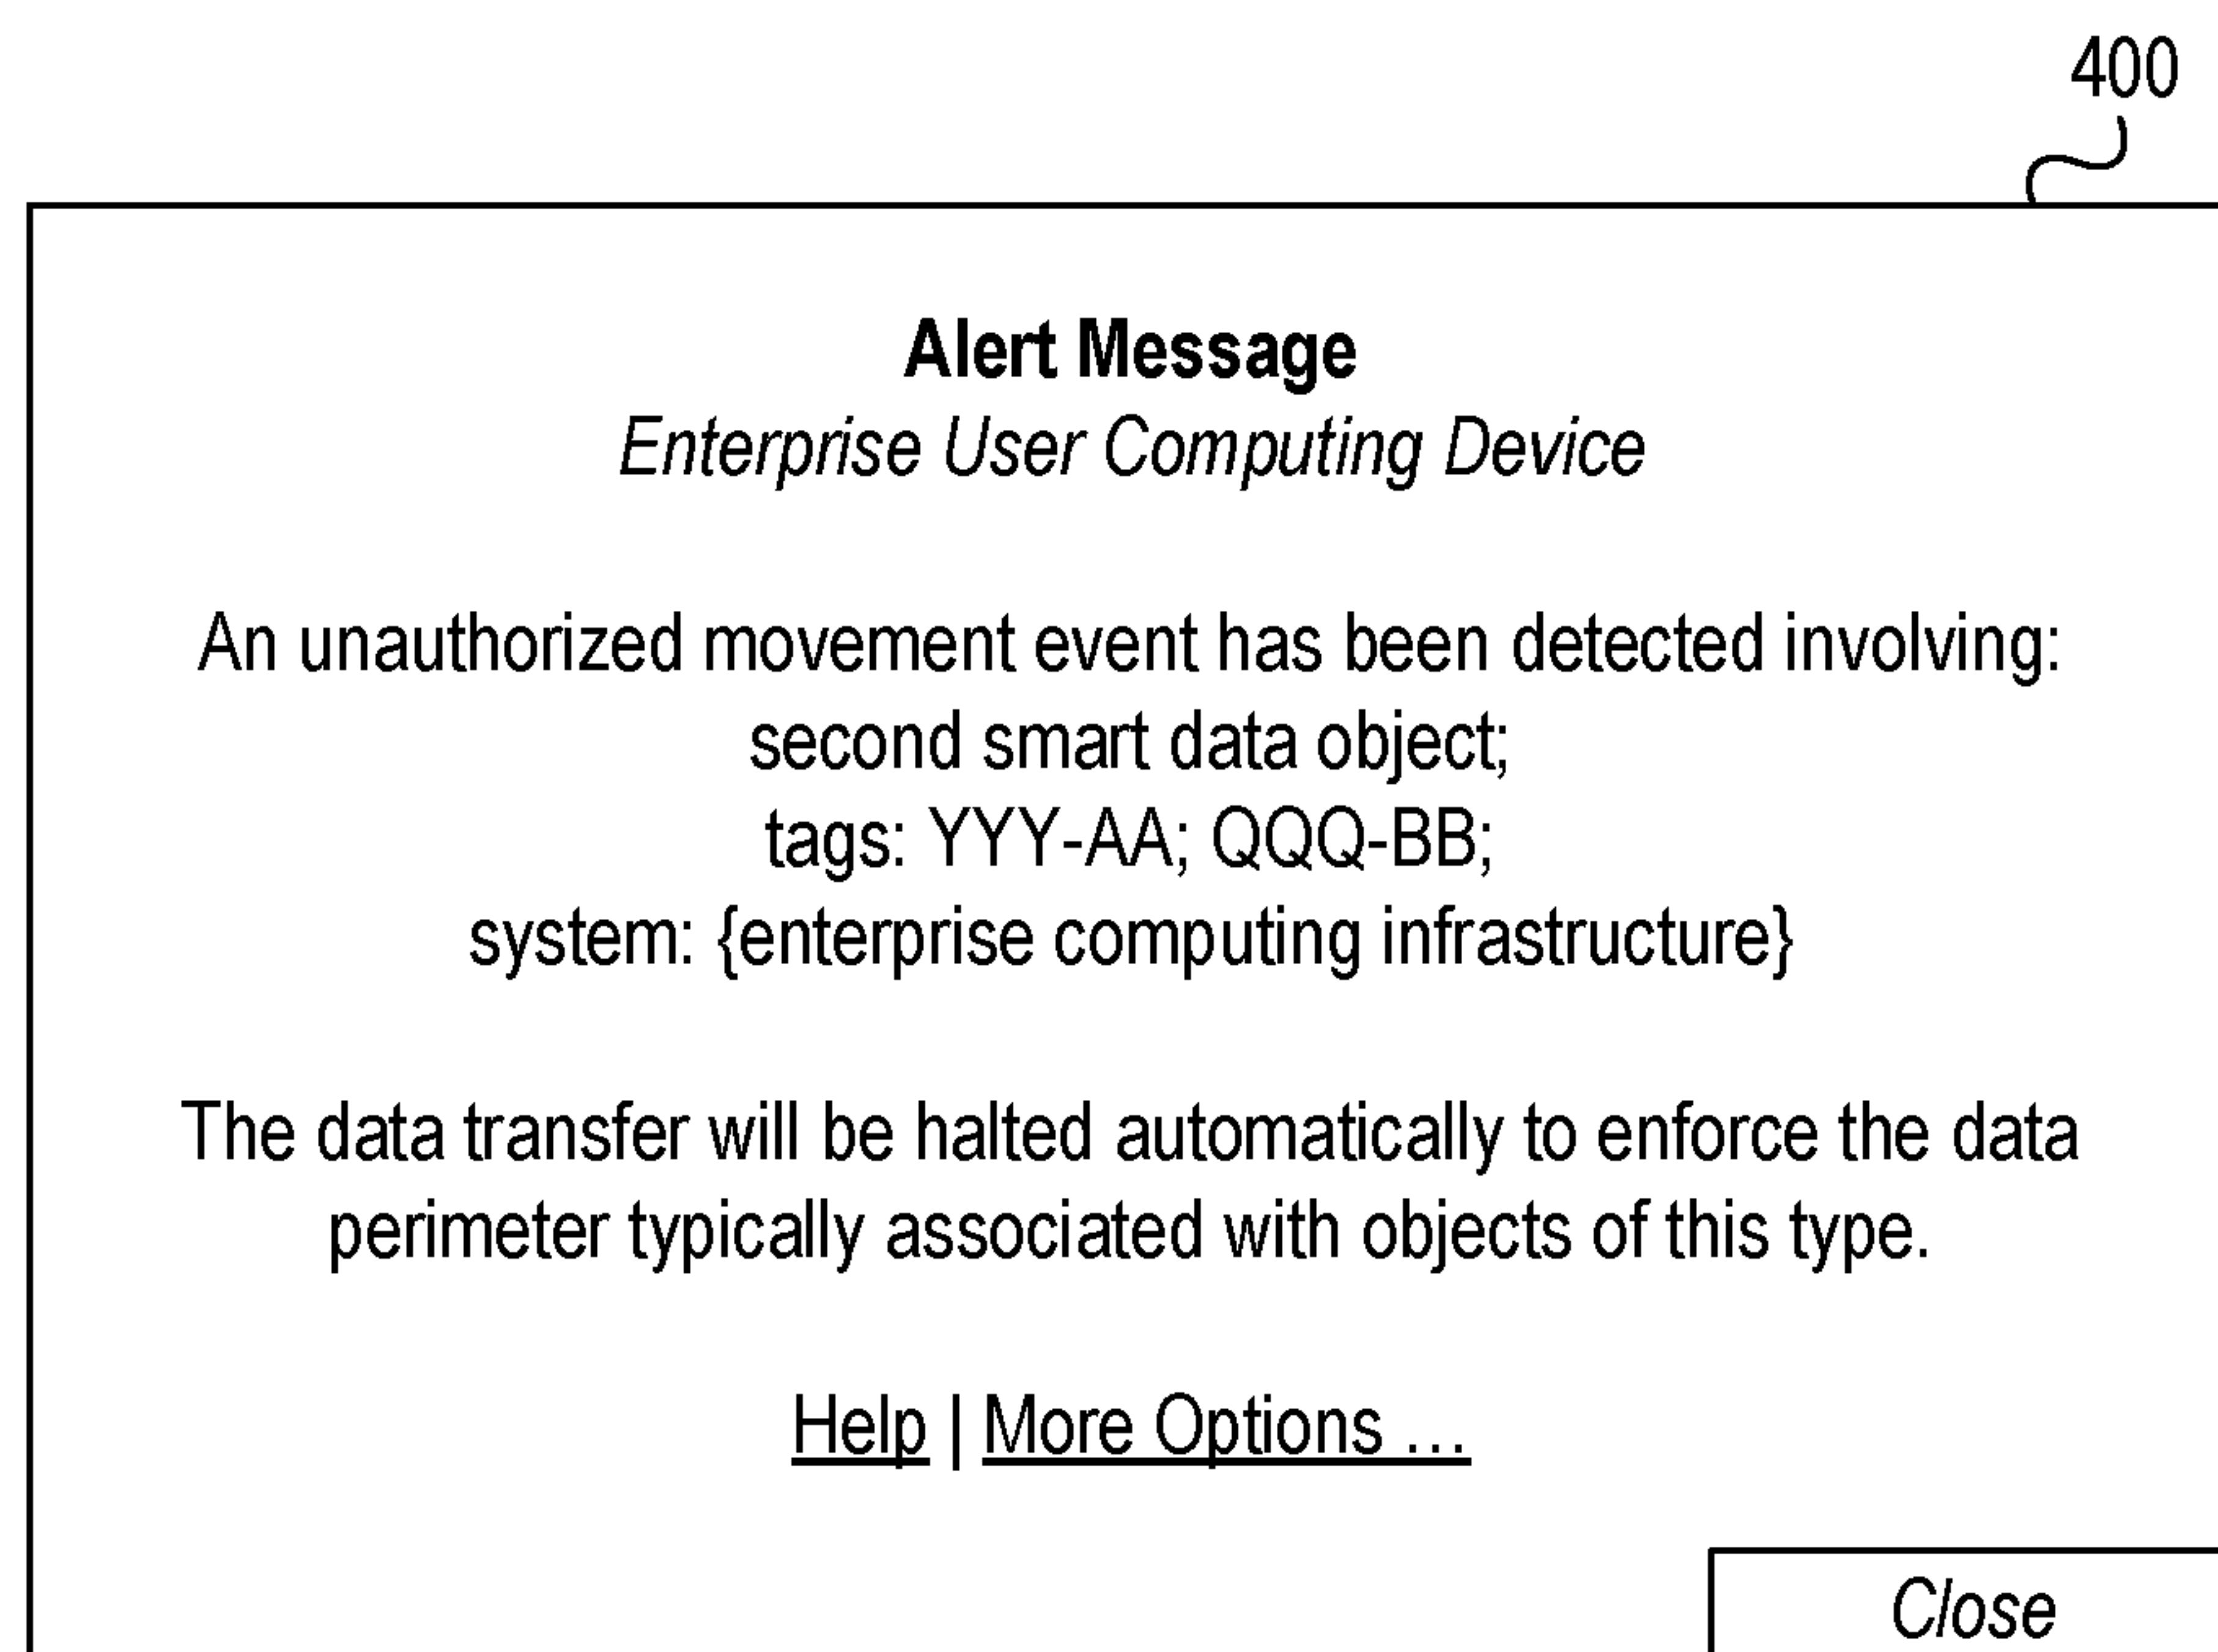 400
Alert Message
Enterprise User Computing Device
An unauthorized movement event has been detected involving:
second smart data object;
tags: YYY-AA; QQQ-BB;
system: {enterprise computing infrastructure}
The data transfer will be halted automatically to enforce the data
perimeter typically associated with objects of this type.
Help | More Options ...
Close